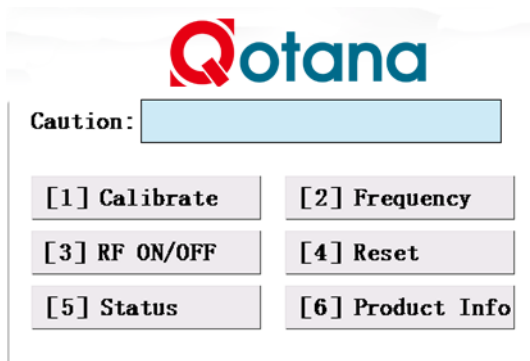 Qotana
Caution:
[1] Calibrate
[2] Frequency
[3] RF ON/OFF
[4] Reset
[5] Status
[6] Product Info